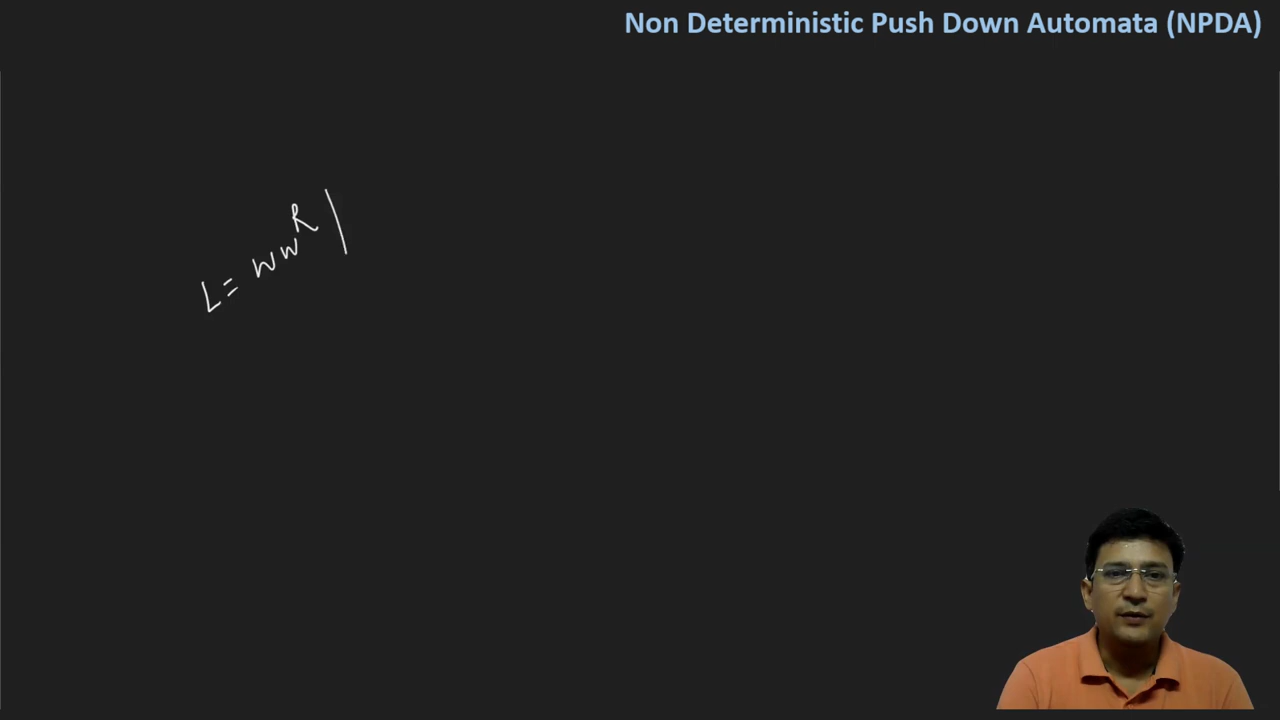 Non Deterministic Push Down Automata (NPDA)
L = ww^R |